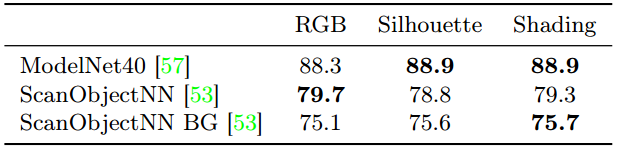 RGB Silhouette Shading
ModelNet40 [57] 88.3 88.9 88.9
ScanObjectNN [53] 79.7 78.8 79.3
ScanObjectNN BG [53] 75.1 75.6 75.7